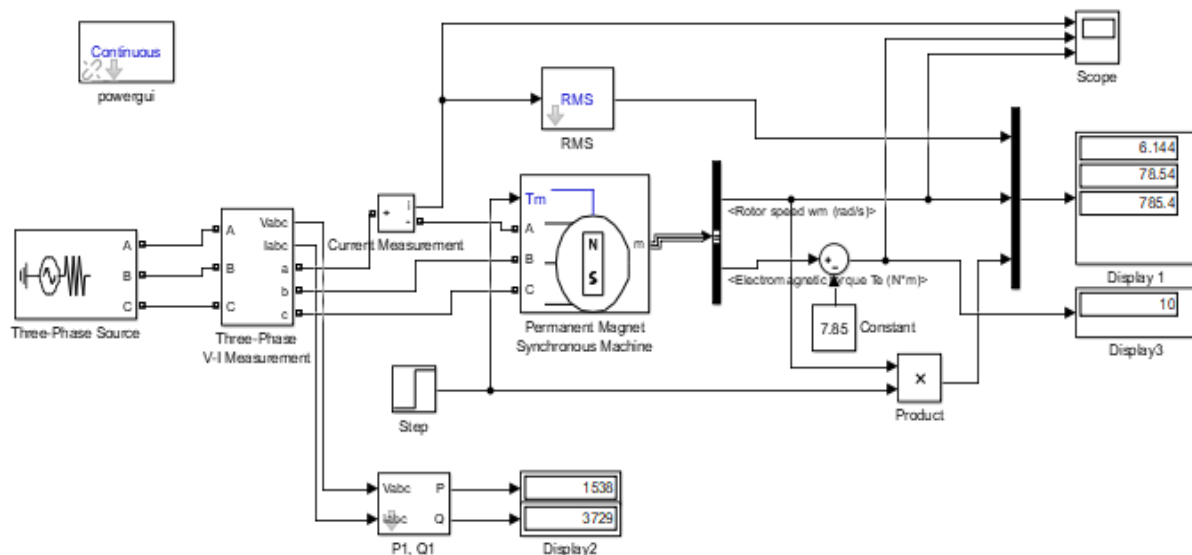 Continuous
powergui
RMS
RMS
Scope
6.144
78.54
785.4
Display 1
10
Display3
A
B
C
Three-Phase Source
A
B
C
Vabc
Iabc
a
b
c
Three-Phase
V-I Measurement
+
i
-
Current Measurement
Tm
A
B
C
N
S
m
Permanent Magnet
Synchronous Machine
<Rotor speed wm (rad/s)>
<Electromagnetic torque Te (N*m)>
+
-
7.85
Constant
×
Product
Step
Vabc
Iabc
P
Q
P1, Q1
1538
3729
Display2